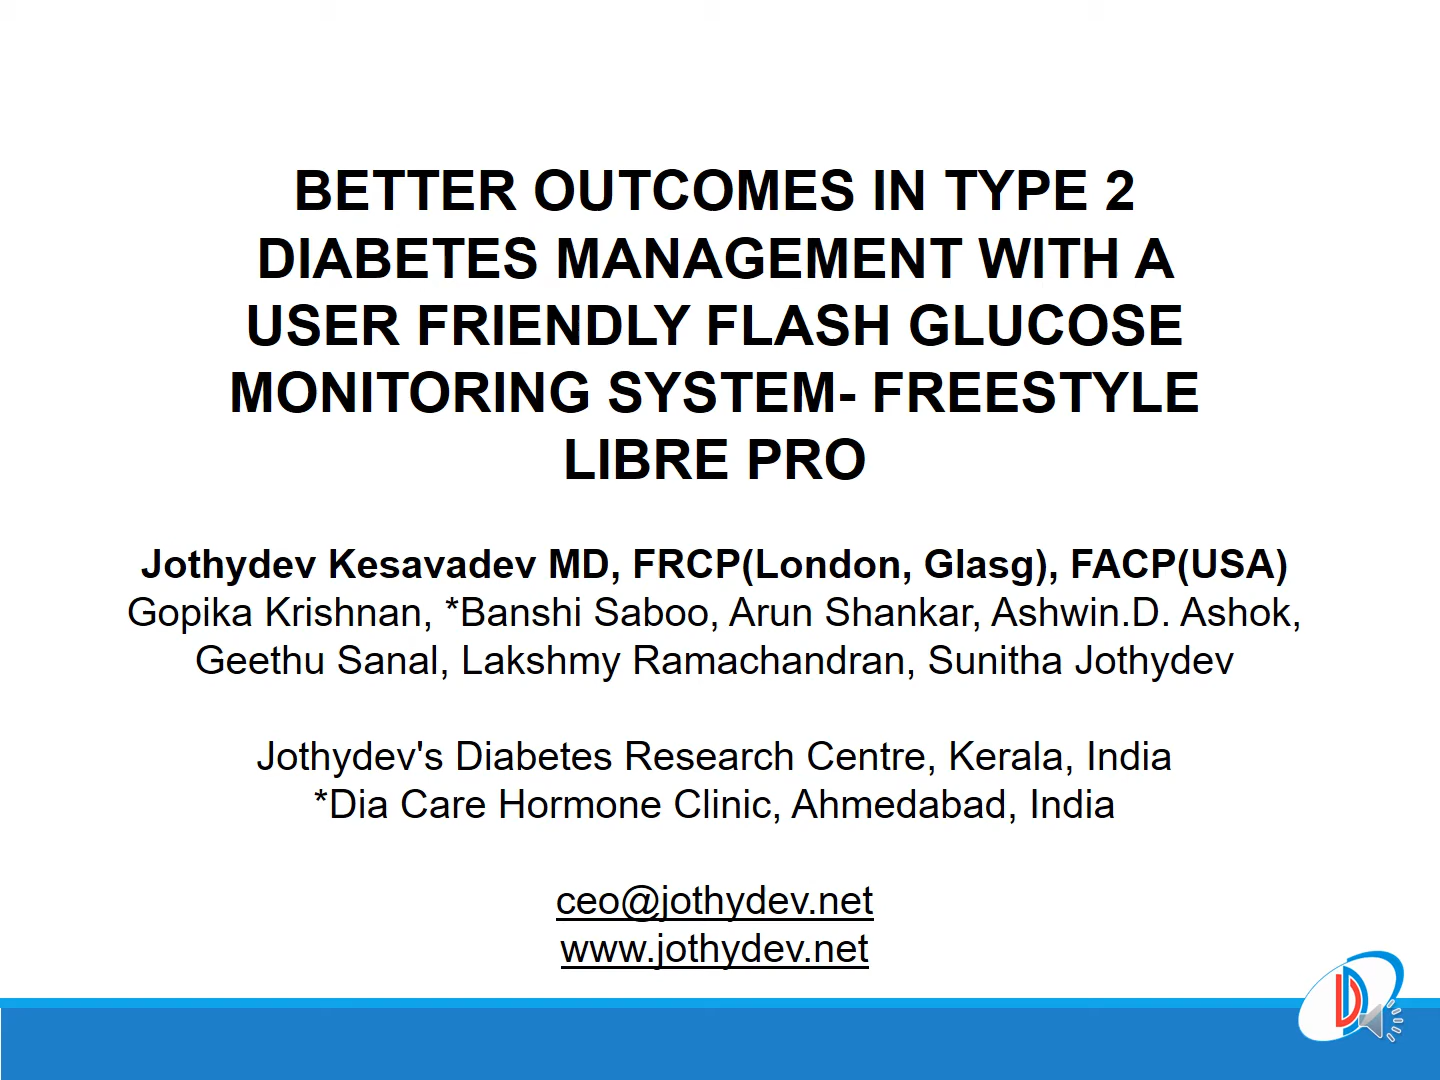 BETTER OUTCOMES IN TYPE 2
DIABETES MANAGEMENT WITH A
USER FRIENDLY FLASH GLUCOSE
MONITORING SYSTEM- FREESTYLE
LIBRE PRO
Jothydev Kesavadev MD, FRCP(London, Glasg), FACP(USA)
Gopika Krishnan, *Banshi Saboo, Arun Shankar, Ashwin.D. Ashok,
Geethu Sanal, Lakshmy Ramachandran, Sunitha Jothydev
Jothydev's Diabetes Research Centre, Kerala, India
*Dia Care Hormone Clinic, Ahmedabad, India
ceo@jothydev.net
www.jothydev.net